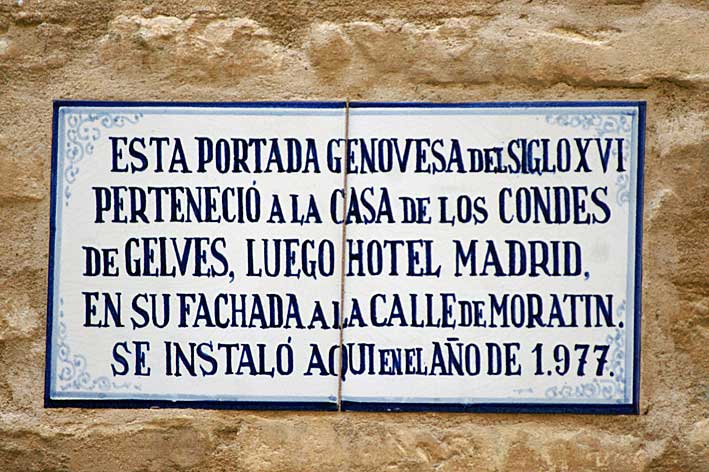 ESTA PORTADA GENOVESA DEL SIGLO XVI
PERTENECIÓ A LA CASA DE LOS CONDES
DE GELVES, LUEGO HOTEL MADRID,
EN SU FACHADA A LA CALLE DE MORATIN.
SE INSTALÓ AQUI EN EL AÑO DE 1.977.